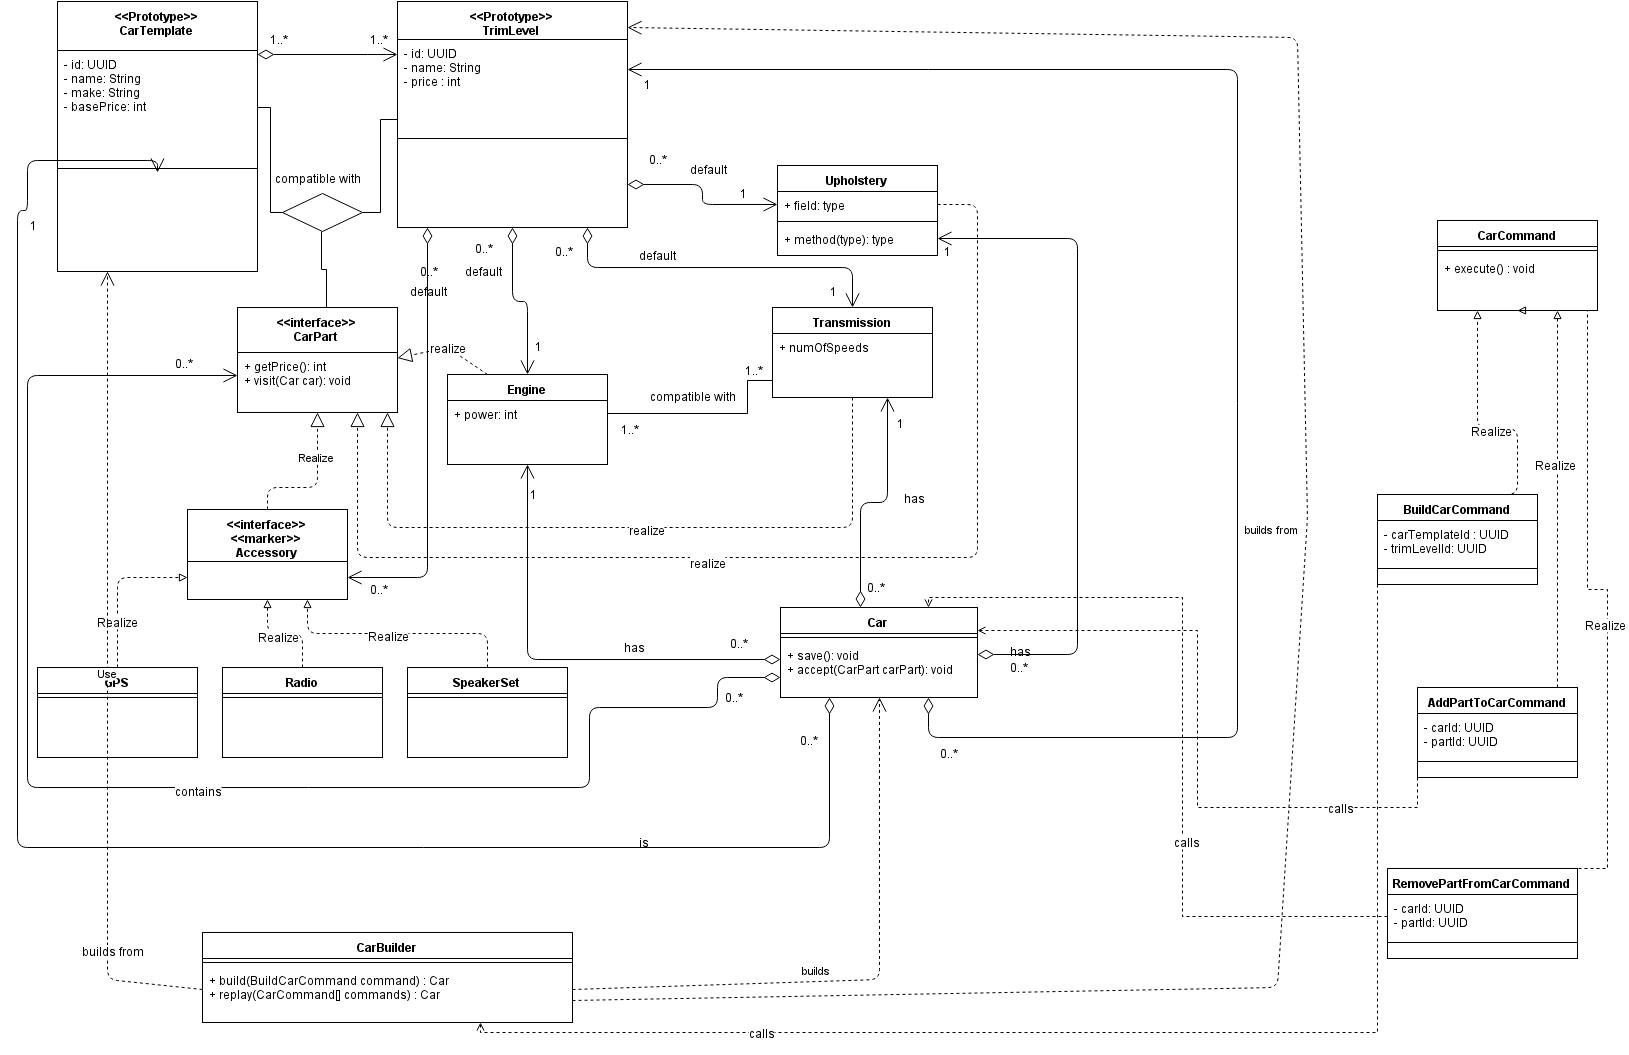 <<Prototype>>
CarTemplate
- id: UUID
- name: String
- make: String
- basePrice: int
1..*
1..*
<<Prototype>>
TrimLevel
- id: UUID
- name: String
- price : int
1
compatible with
1
0..*
default
1
Upholstery
+ field: type
+ method(type): type
1
CarCommand
+ execute() : void
0..*
default
0..*
default
0..*
default
1
1
<<interface>>
CarPart
+ getPrice(): int
+ visit(Car car): void
0..*
realize
Engine
+ power: int
Transmission
+ numOfSpeeds
1..*
compatible with
1..*
1
Realize
Realize
Realize
1
has
<<interface>>
<<marker>>
Accessory
0..*
realize
realize
builds from
BuildCarCommand
- carTemplateId : UUID
- trimLevelId: UUID
Realize
Realize
Realize
Realize
0..*
Car
+ save(): void
+ accept(CarPart carPart): void
has
0..*
has
0..*
0..*
Use
GPS
Radio
SpeakerSet
AddPartToCarCommand
- carId: UUID
- partId: UUID
0..*
0..*
contains
calls
is
calls
RemovePartFromCarCommand
- carId: UUID
- partId: UUID
builds from
CarBuilder
+ build(BuildCarCommand command) : Car
+ replay(CarCommand[] commands) : Car
builds
calls